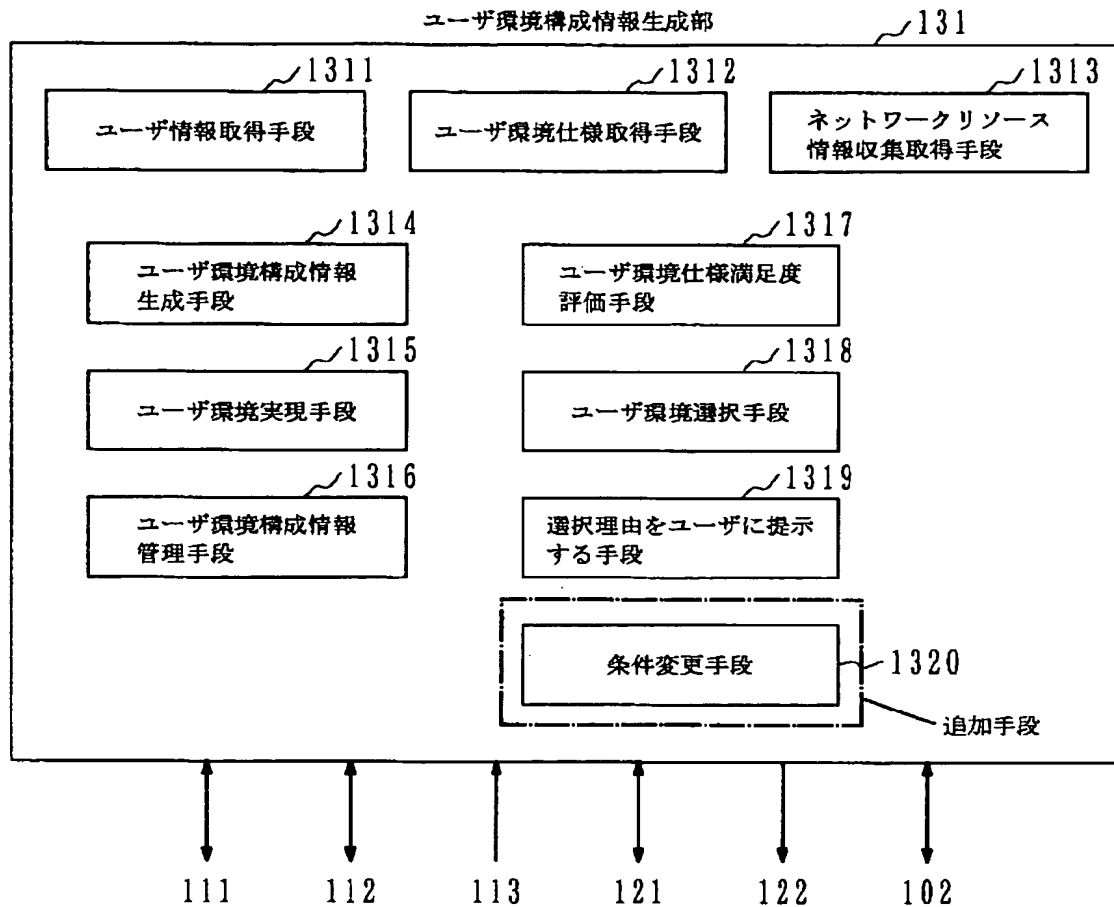 ユーザ環境構成情報生成部
131
1311
1312
1313
ユーザ情報取得手段
ユーザ環境仕様取得手段
ネットワークリソース
情報収集取得手段
1314
1317
ユーザ環境構成情報
生成手段
ユーザ環境仕様満足度
評価手段
1315
1318
ユーザ環境実現手段
ユーザ環境選択手段
1316
1319
ユーザ環境構成情報
管理手段
選択理由をユーザに提示
する手段
条件変更手段
1320
追加手段
111
112
113
121
122
102